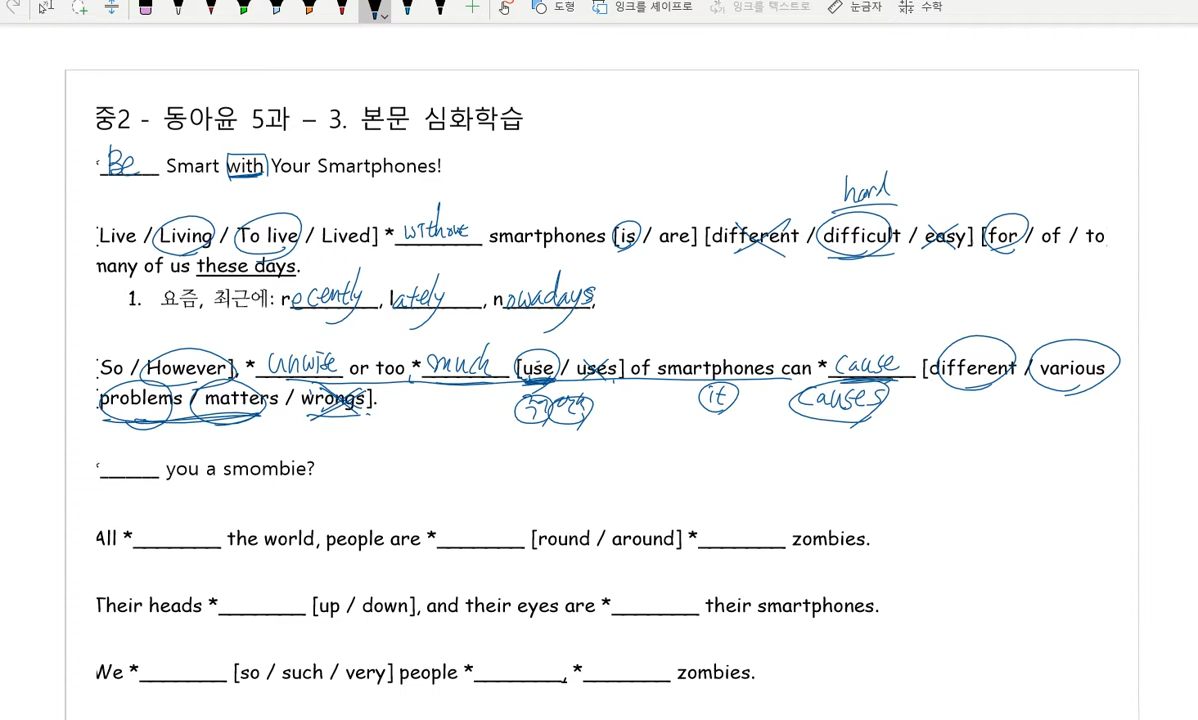 도형 잉크를 셰이프로 잉크를 텍스트로 눈금자 수학
중2 - 동아윤 5과 – 3. 본문 심화학습
Be Smart with Your Smartphones!
hard
Live / Living / To live / Lived] * without smartphones [is / are] [different / difficult / easy] [for / of / to
many of us these days.
1. 요즘, 최근에: recently, lately, nowadays,
So / However], * unwise or too * much [use / uses] of smartphones can * cause [different / various
problems / matters / wrongs].
it causes
_____ you a smombie?
All *________ the world, people are *________ [round / around] *________ zombies.
Their heads *________ [up / down], and their eyes are *________ their smartphones.
We *________ [so / such / very] people *________, *________ zombies.